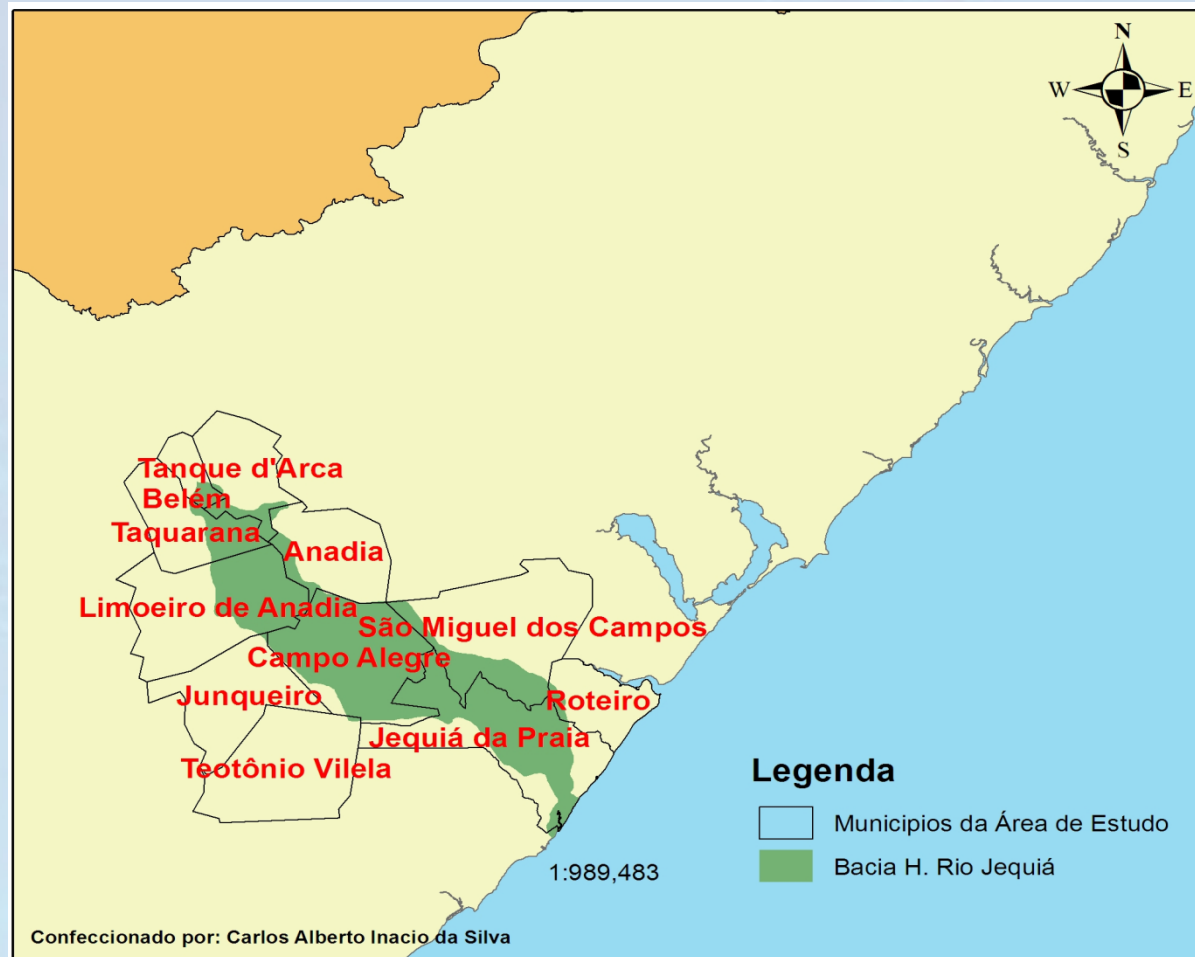 N
W E
S
Tanque d'Arca
Belém
Taquarana
Anadia
Limoeiro de Anadia
São Miguel dos Campos
Campo Alegre
Junqueiro
Roteiro
Jequiá da Praia
Teotônio Vilela
Legenda
Municipios da Área de Estudo
Bacia H. Rio Jequiá
1:989,483
Confeccionado por: Carlos Alberto Inacio da Silva